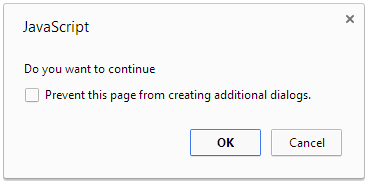 JavaScript
Do you want to continue
Prevent this page from creating additional dialogs.
OK
Cancel